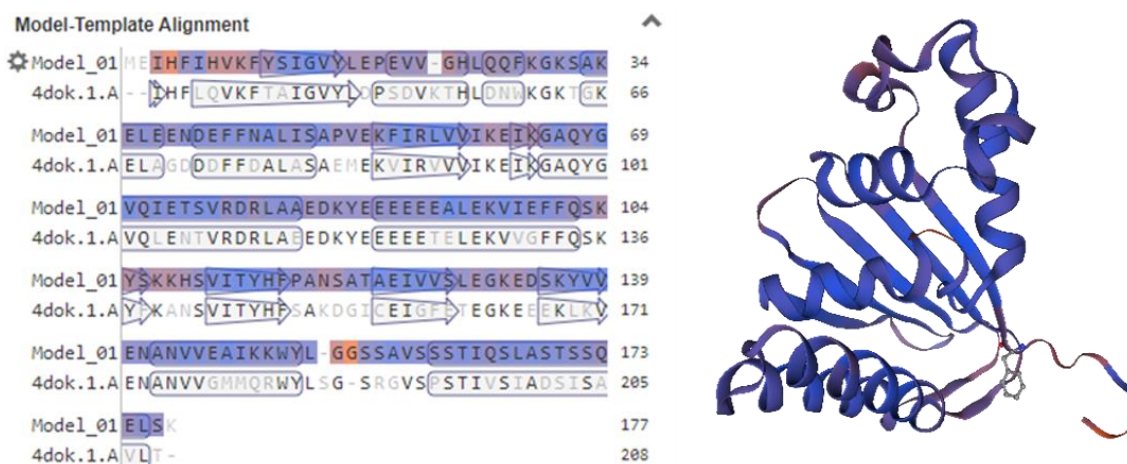 Model-Template Alignment
Model_01 MEIHFIHVKFYSIGVYLEPEVV-GHLQQFKGKSAK 34
4dok.1.A --IHFLQVKFTAIGVYLDPSDVKTHLDNWKGKTGK 66
Model_01 ELEENDEFFNALISAPVEKFIRLVVIKEIKGAQYG 69
4dok.1.A ELAGDDDFFDALASAEMEKVIRVVVIKEIKGAQYG 101
Model_01 VQIETSVRDRLAAEDKYEEEEEEALEKVIEFFQSK 104
4dok.1.A VQLENTVRDRLAEEDKYEEEEETELEKVVGFFQSK 136
Model_01 YSKKHSVITYHFPANSATAEIVVSLEGKEDSKYVV 139
4dok.1.A YFKANSVITYHFSAKDGICEIGFETEGKEEEKLKV 171
Model_01 ENANVVEAIKKWYL-GGSSAVSSSTIQSLASTSSQ 173
4dok.1.A ENANVVGMMQRWYLSG-SRGVSPSTIVSIADSISA 205
Model_01 ELSK 177
4dok.1.A VLT- 208